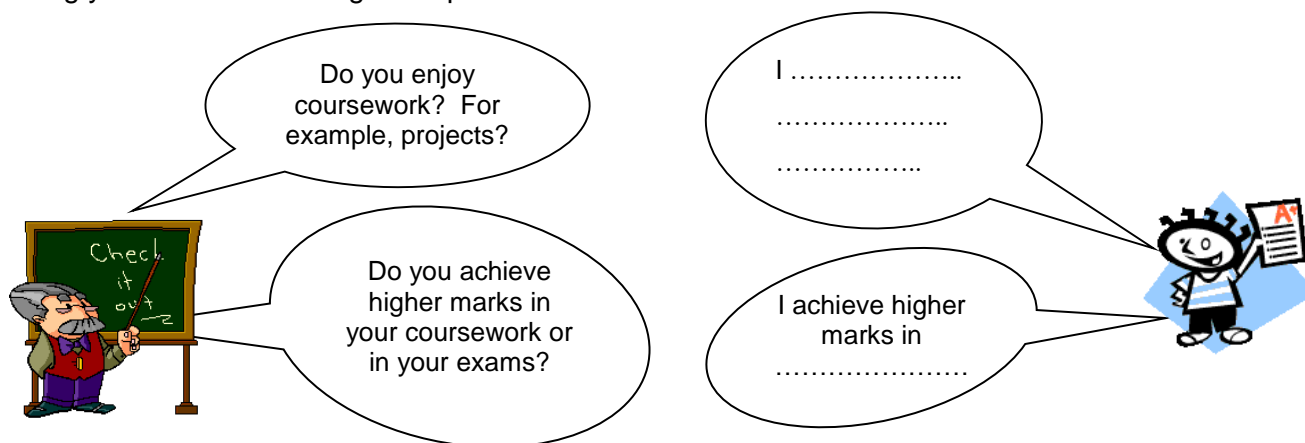 Do you enjoy
coursework? For
example, projects?
I ………………..
………………..
……………..
Check
it
out
Do you achieve
higher marks in
your coursework or
in your exams?
I achieve higher
marks in
………………….
A+